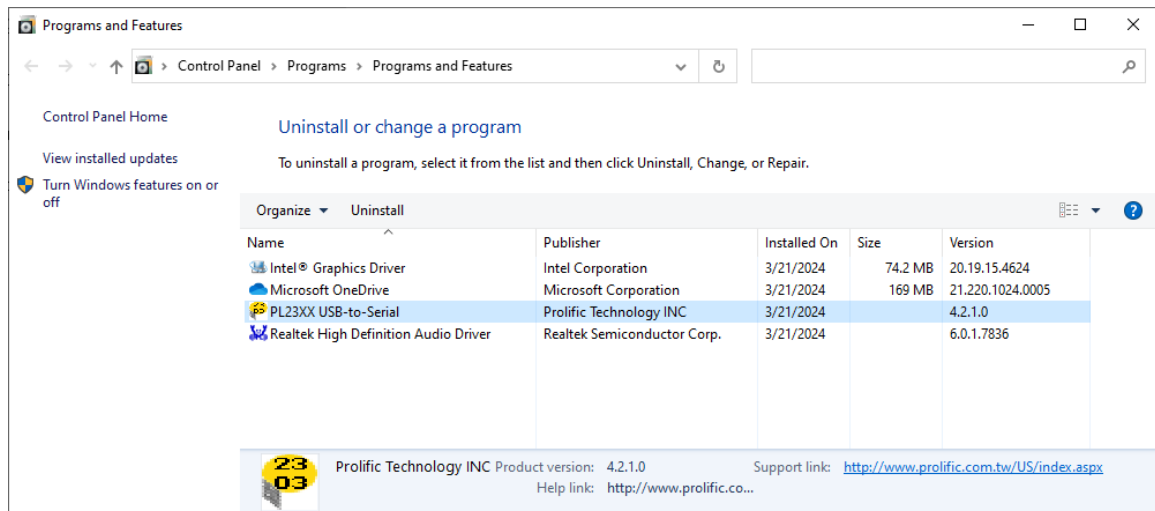 Programs and Features
Control Panel > Programs > Programs and Features
Control Panel Home
View installed updates
Turn Windows features on or
off
Uninstall or change a program
To uninstall a program, select it from the list and then click Uninstall, Change, or Repair.
Organize Uninstall
Name Publisher Installed On Size Version
Intel® Graphics Driver Intel Corporation 3/21/2024 74.2 MB 20.19.15.4624
Microsoft OneDrive Microsoft Corporation 3/21/2024 169 MB 21.220.1024.0005
PL23XX USB-to-Serial Prolific Technology INC 3/21/2024 4.2.1.0
Realtek High Definition Audio Driver Realtek Semiconductor Corp. 3/21/2024 6.0.1.7836
23
03
Prolific Technology INC Product version: 4.2.1.0 Support link: http://www.prolific.com.tw/US/index.aspx
Help link: http://www.prolific.co...